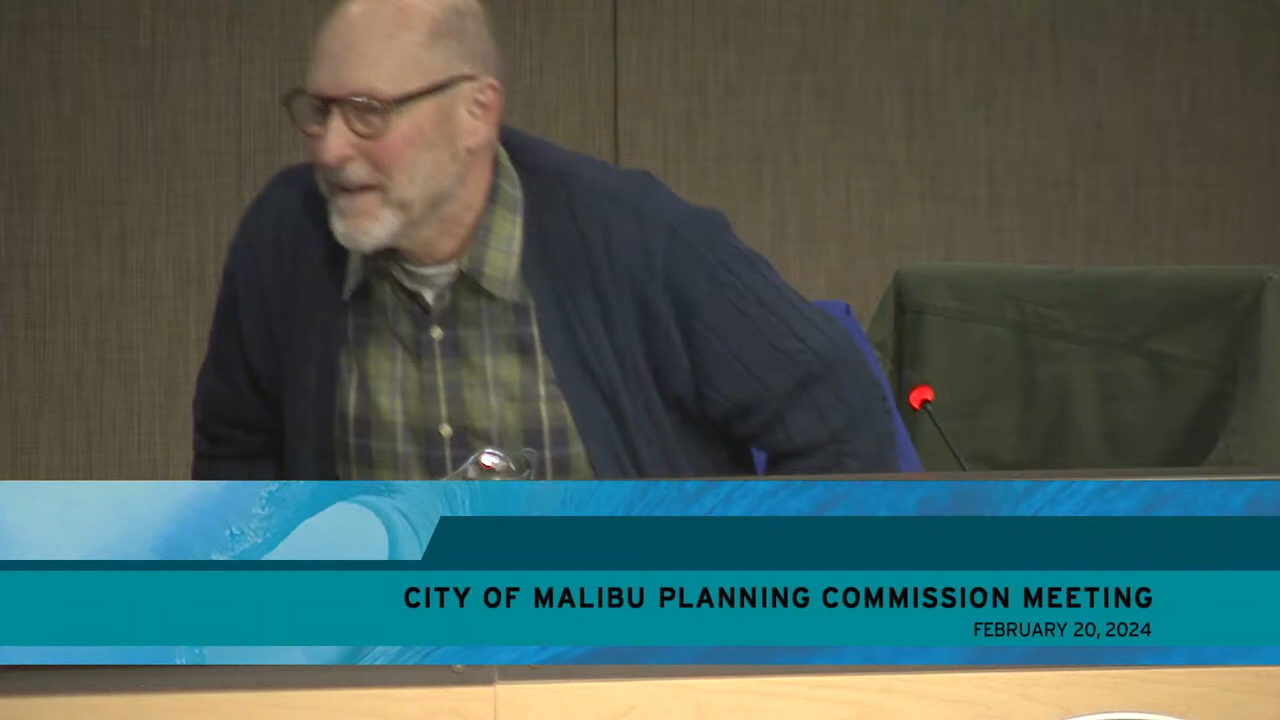 CITY OF MALIBU PLANNING COMMISSION MEETING
FEBRUARY 20, 2024